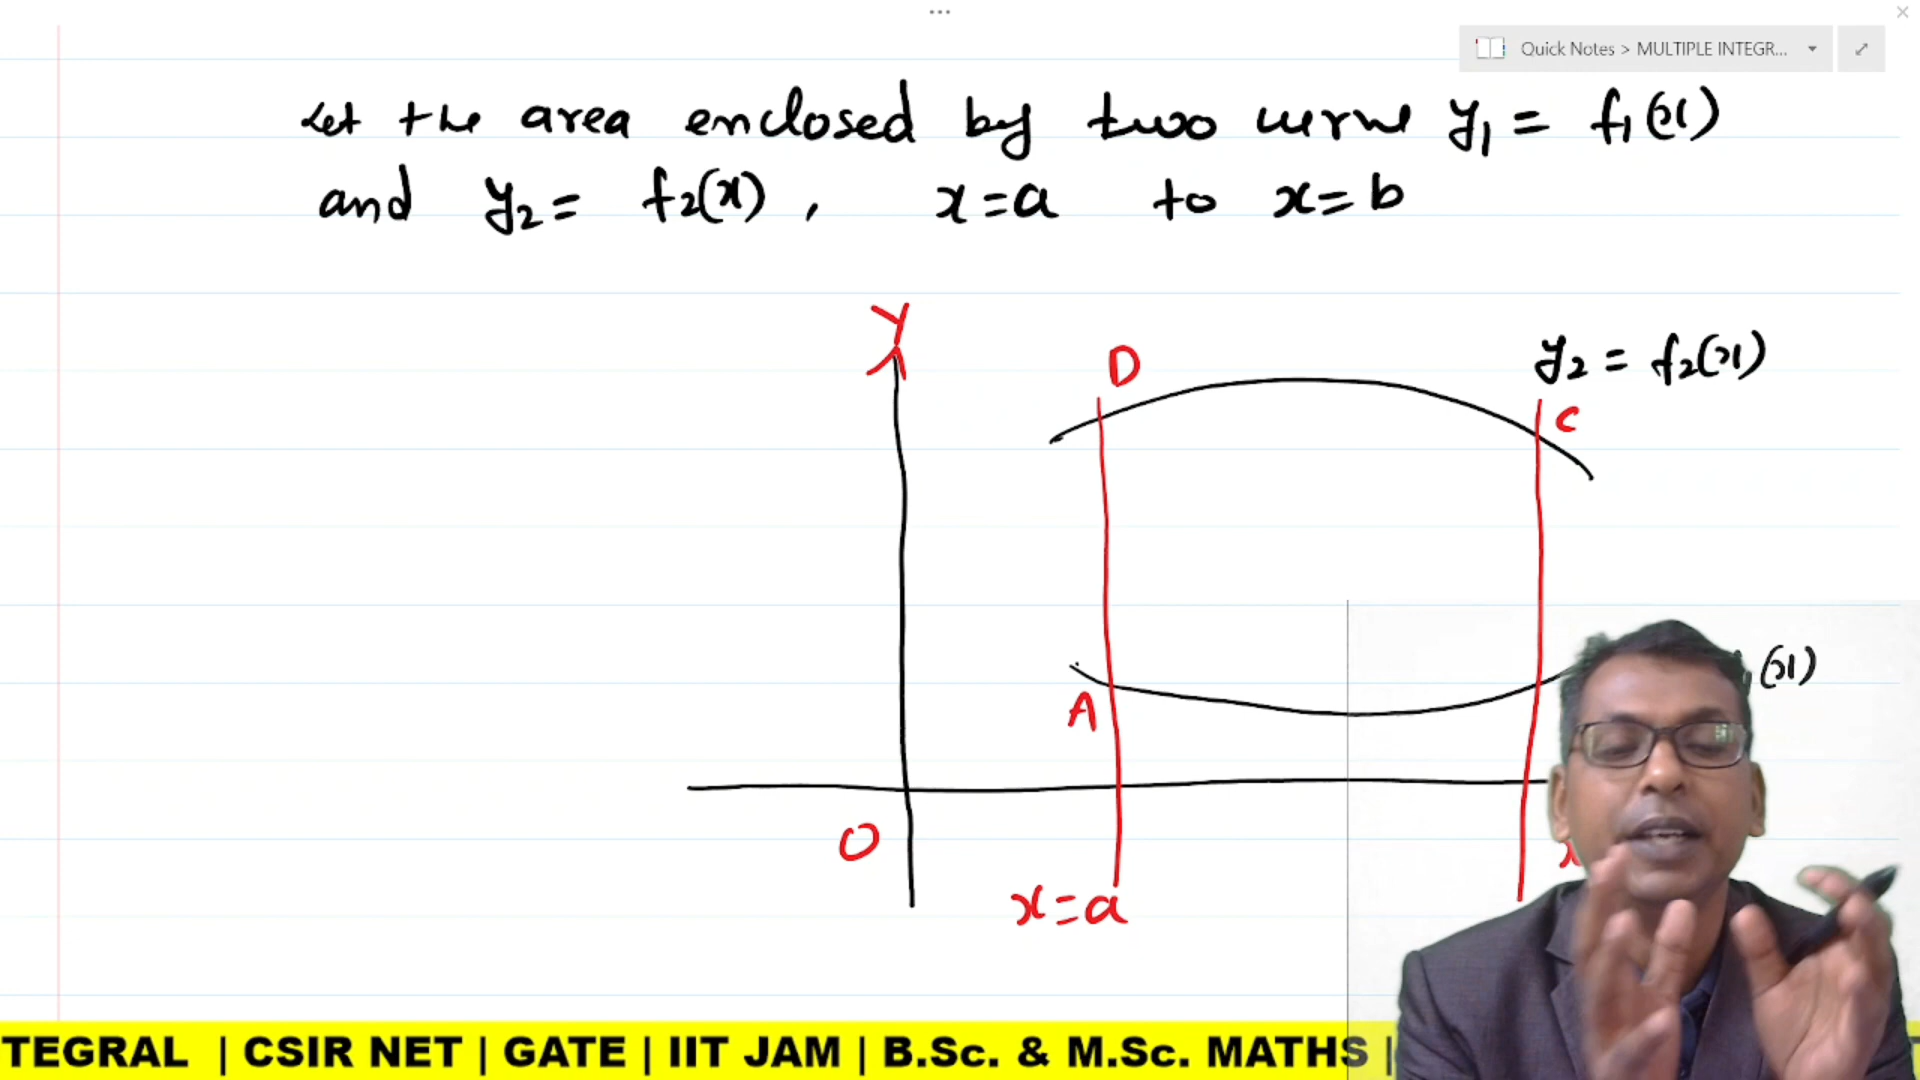 Quick Notes > MULTIPLE INTEGR...
Let the area enclosed by two curve y₁ = f₁(x)
and y₂ = f₂(x) , x=a to x=b
Y
D
y₂ = f₂(x)
C
A
(x)
O
x=a
TEGRAL | CSIR NET | GATE | IIT JAM | B.Sc. & M.Sc. MATHS |